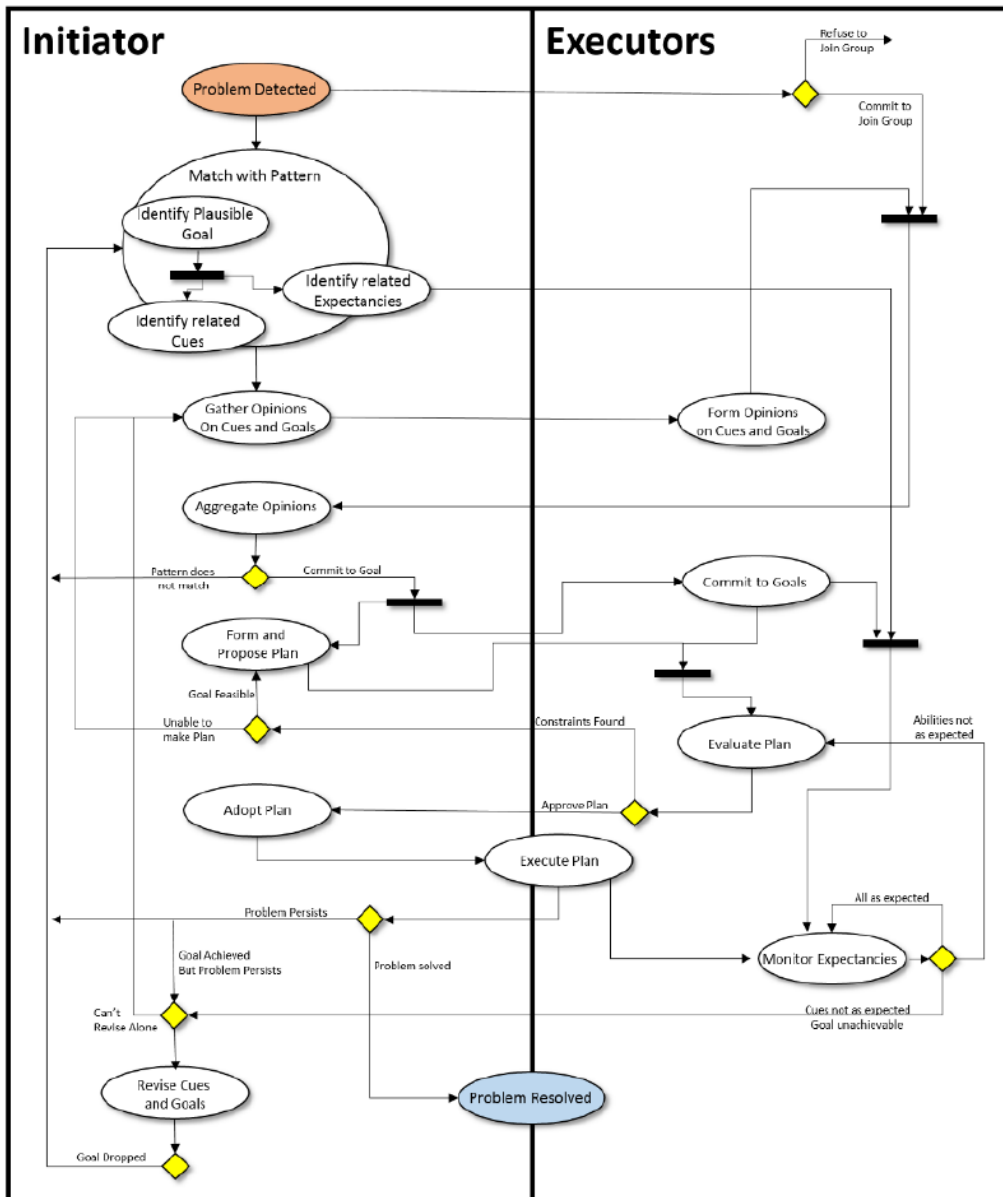 Initiator
Executors
Refuse to
Join Group
Problem Detected
Commit to
Join Group
Match with Pattern
Identify Plausible
Goal
Identify related
Expectancies
Identify related
Cues
Gather Opinions
On Cues and Goals
Form Opinions
on Cues and Goals
Aggregate Opinions
Pattern does
not match
Commit to Goal
Commit to Goals
Form and
Propose Plan
Goal Feasible
Unable to
make Plan
Constraints Found
Abilities not
as expected
Evaluate Plan
Adopt Plan
Approve Plan
Execute Plan
All as expected
Problem Persists
Goal Achieved
But Problem Persists
Problem solved
Monitor Expectancies
Can't
Revise Alone
Cues not as expected
Goal unachievable
Revise Cues
and Goals
Problem Resolved
Goal Dropped